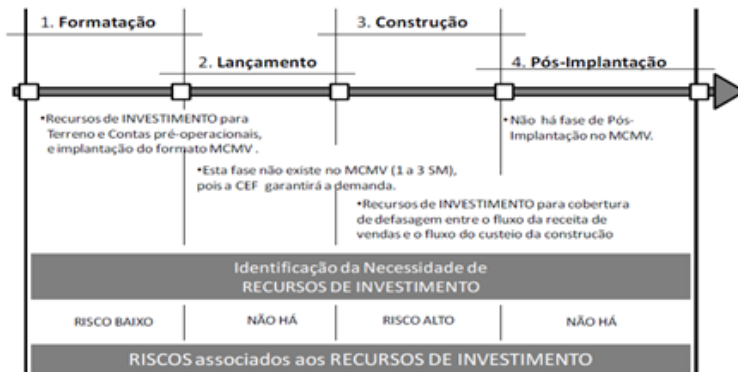 1. Formatação
3. Construção
2. Lançamento
4. Pós-Implantação
•Recursos de INVESTIMENTO para
Terreno e Contas pré-operacionais,
e implantação do formato MCMV .
•Não há fase de Pós-
Implantação no MCMV.
•Esta fase não existe no MCMV (1 a 3 SM),
pois a CEF garantirá a demanda.
•Recursos de INVESTIMENTO para cobertura
de defasagem entre o fluxo da receita de
vendas e o fluxo do custeio da construcão
Identificação da Necessidade de
RECURSOS DE INVESTIMENTO
RISCO BAIXO
NÃO HÁ
RISCO ALTO
NÃO HÁ
RISCOS associados aos RECURSOS DE INVESTIMENTO